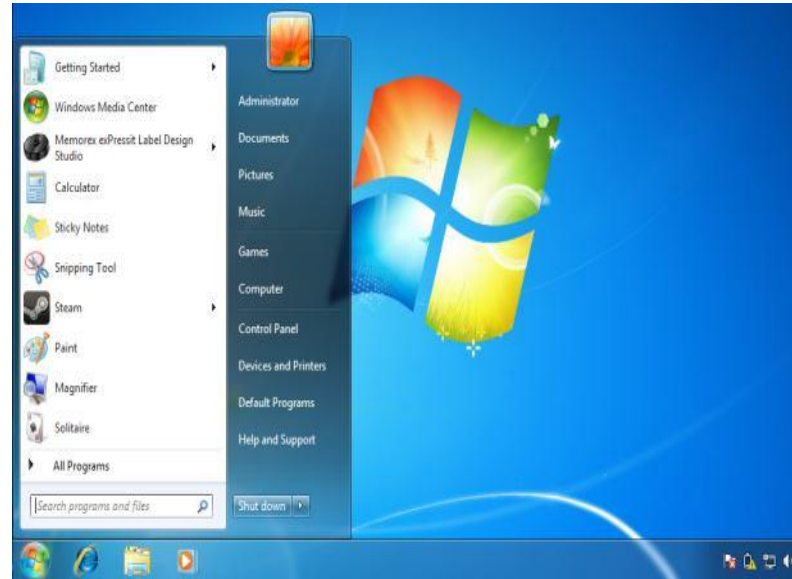 Getting Started
Windows Media Center
Memorex exPressit Label Design
Studio
Calculator
Sticky Notes
Snipping Tool
Steam
Paint
Magnifier
Solitaire
All Programs
Search programs and files
Administrator
Documents
Pictures
Music
Games
Computer
Control Panel
Devices and Printers
Default Programs
Help and Support
Shut down